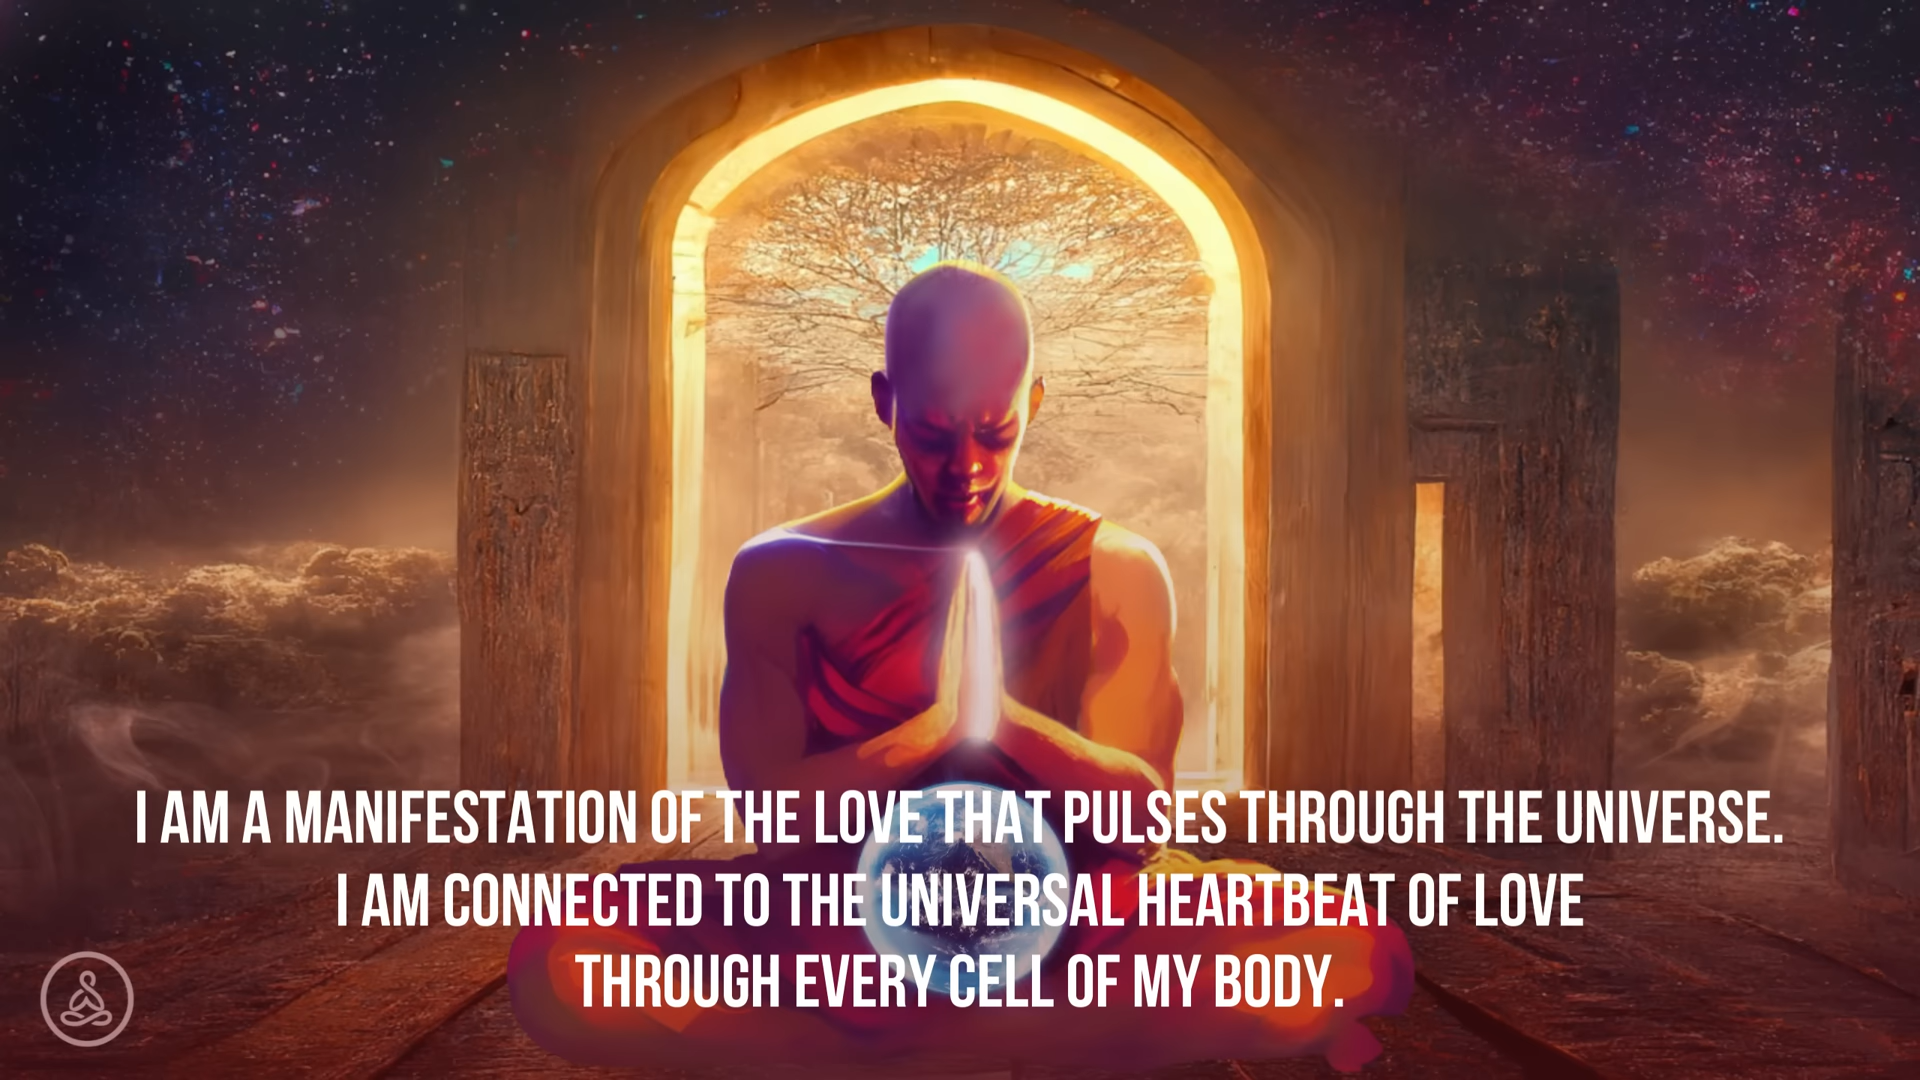 I AM A MANIFESTATION OF THE LOVE THAT PULSES THROUGH THE UNIVERSE.
I AM CONNECTED TO THE UNIVERSAL HEARTBEAT OF LOVE
THROUGH EVERY CELL OF MY BODY.